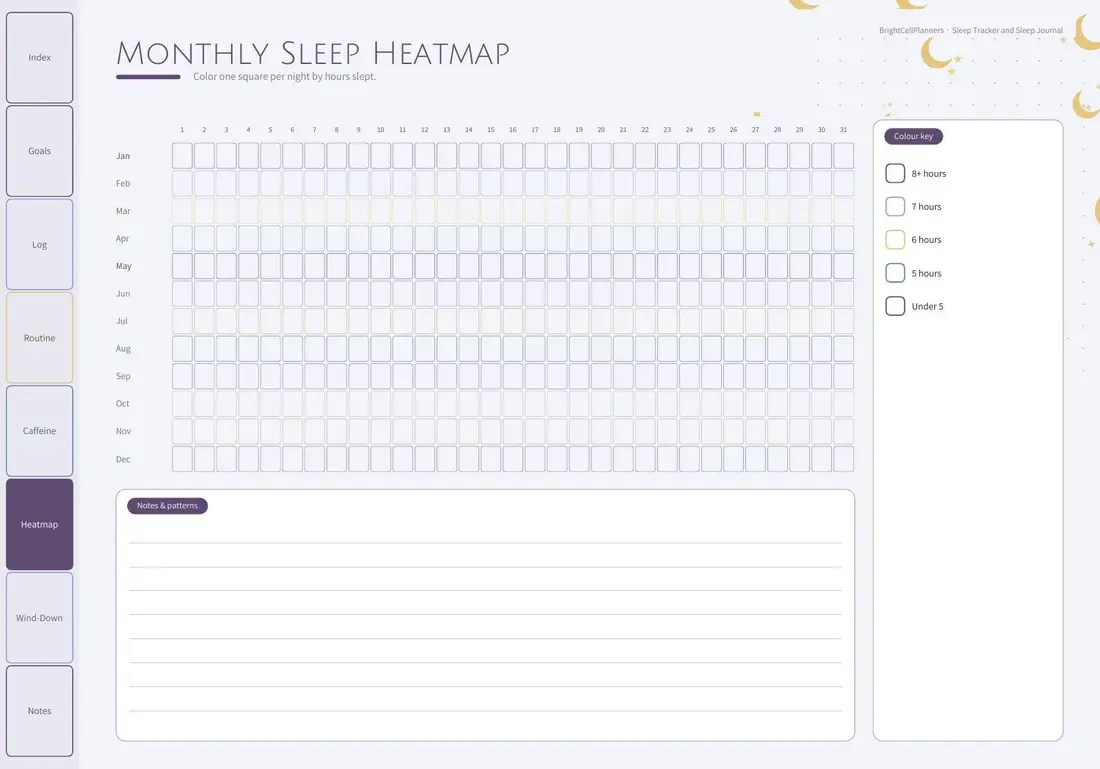 Index
Goals
Log
Routine
Caffeine
Heatmap
Wind-Down
Notes
BrightCellPlanners · Sleep Tracker and Sleep Journal
Monthly Sleep Heatmap
Color one square per night by hours slept.
1 2 3 4 5 6 7 8 9 10 11 12 13 14 15 16 17 18 19 20 21 22 23 24 25 26 27 28 29 30 31
Jan
Feb
Mar
Apr
May
Jun
Jul
Aug
Sep
Oct
Nov
Dec
Colour key
8+ hours
7 hours
6 hours
5 hours
Under 5
Notes & patterns